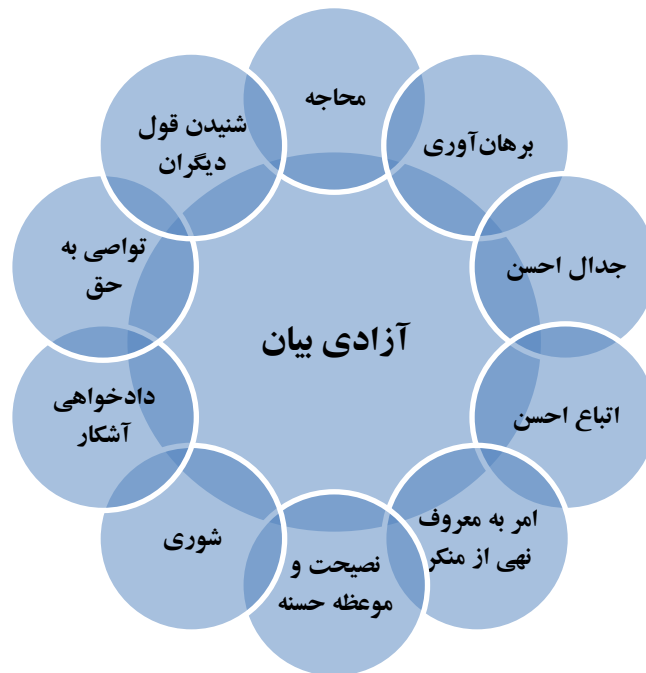 محاجه
برهان‌آوری
جدال احسن
اتباع احسن
امر به معروف
نهی از منکر
نصیحت و
موعظه حسنه
شوری
دادخواهی
آشکار
تواصی به
حق
شنیدن قول
دیگران
آزادی بیان